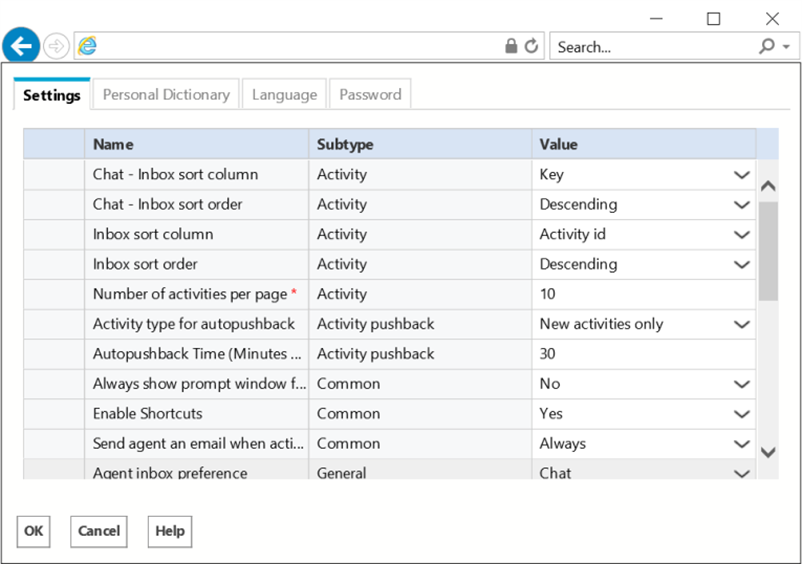 Search...
Settings Personal Dictionary Language Password
Name Subtype Value
Chat - Inbox sort column Activity Key
Chat - Inbox sort order Activity Descending
Inbox sort column Activity Activity id
Inbox sort order Activity Descending
Number of activities per page * Activity 10
Activity type for autopushback Activity pushback New activities only
Autopushback Time (Minutes ... Activity pushback 30
Always show prompt window f... Common No
Enable Shortcuts Common Yes
Send agent an email when acti... Common Always
Agent inbox preference General Chat
OK Cancel Help